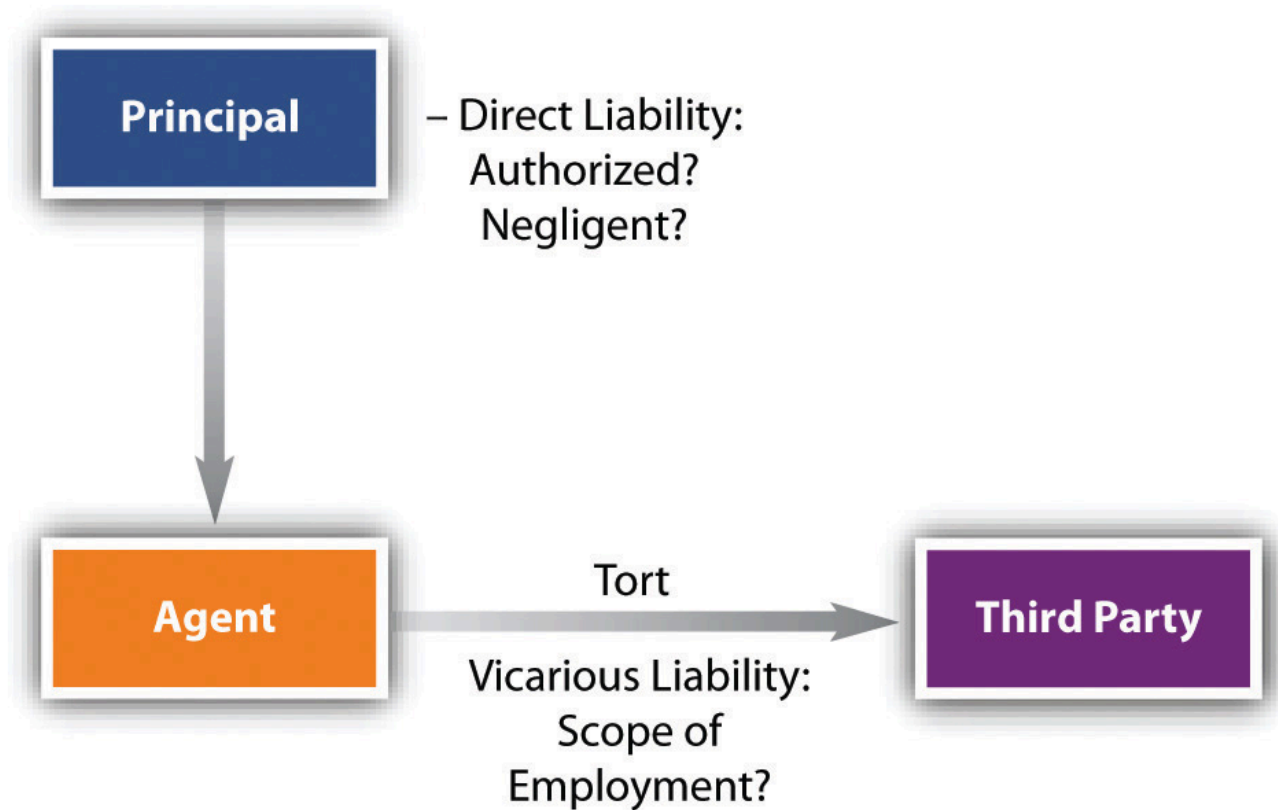 Principal
– Direct Liability:
Authorized?
Negligent?
Agent
Tort
Vicarious Liability:
Scope of
Employment?
Third Party